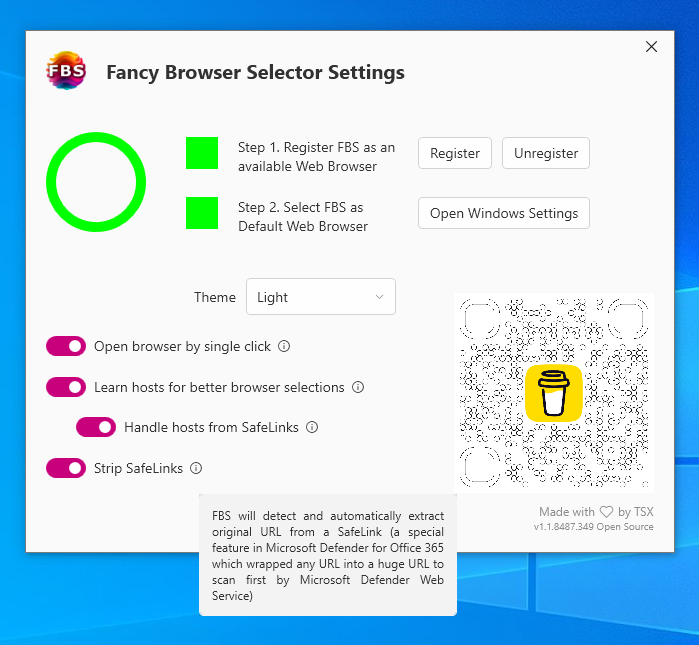 FBS
Fancy Browser Selector Settings
Step 1. Register FBS as an
available Web Browser
Register
Unregister
Step 2. Select FBS as
Default Web Browser
Open Windows Settings
Theme
Light
Open browser by single click
Learn hosts for better browser selections
Handle hosts from SafeLinks
Strip SafeLinks
Made with ♡ by TSX
v1.1.8487.349 Open Source
FBS will detect and automatically extract
original URL from a SafeLink (a special
feature in Microsoft Defender for Office 365
which wrapped any URL into a huge URL to
scan first by Microsoft Defender Web
Service)